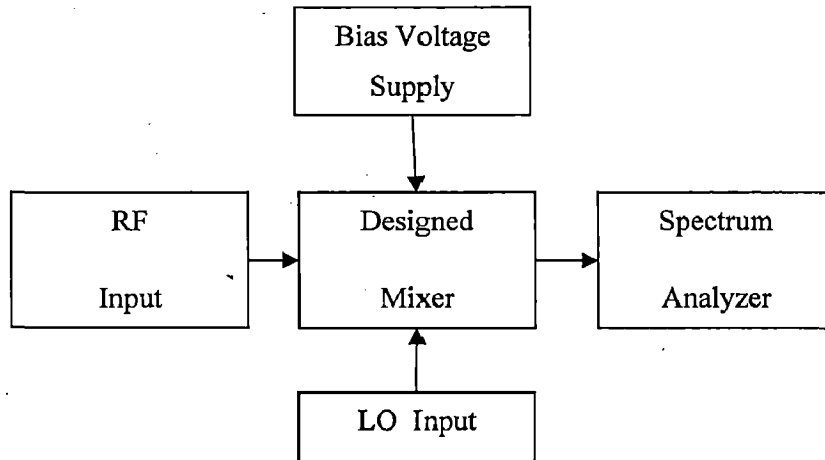 Bias Voltage
Supply
RF
Input
Designed
Mixer
Spectrum
Analyzer
LO Input